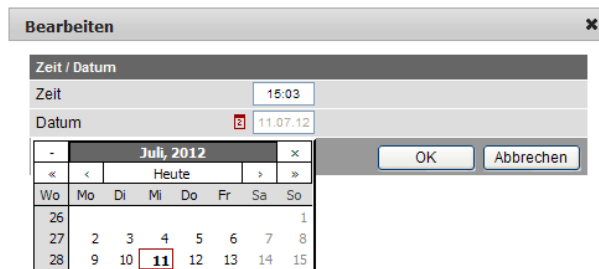 Bearbeiten ×
Zeit / Datum
Zeit 15:03
Datum 2 11.07.12
- Juli, 2012 ×
« ‹ Heute › »
Wo Mo Di Mi Do Fr Sa So
26 1
27 2 3 4 5 6 7 8
28 9 10 11 12 13 14 15
OK Abbrechen